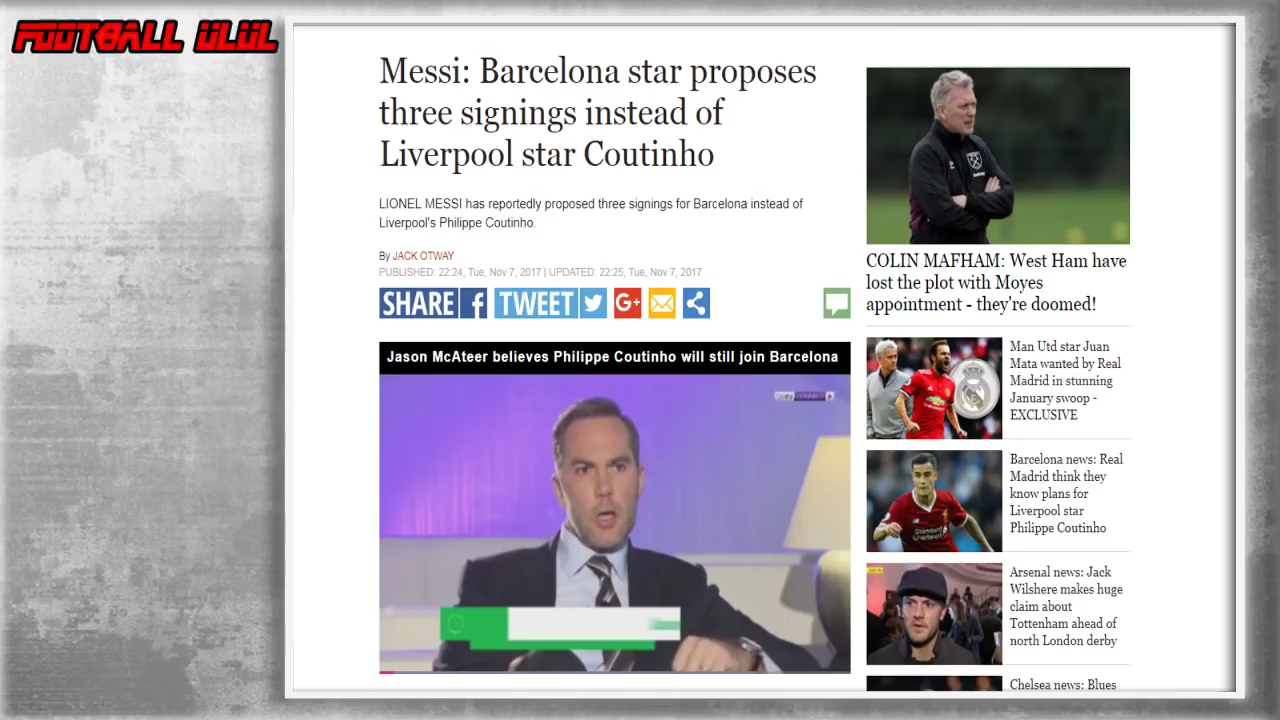 FOOTBALL ÜLÜL
Messi: Barcelona star proposes
three signings instead of
Liverpool star Coutinho
LIONEL MESSI has reportedly proposed three signings for Barcelona instead of
Liverpool's Philippe Coutinho.
By JACK OTWAY
PUBLISHED: 22:24, Tue, Nov 7, 2017 | UPDATED: 22:25, Tue, Nov 7, 2017
SHARE f TWEET G+
Jason McAteer believes Philippe Coutinho will still join Barcelona
COLIN MAFHAM: West Ham have
lost the plot with Moyes
appointment - they're doomed!
Man Utd star Juan
Mata wanted by Real
Madrid in stunning
January swoop -
EXCLUSIVE
Barcelona news: Real
Madrid think they
know plans for
Liverpool star
Philippe Coutinho
Standard
Chartered
Arsenal news: Jack
Wilshere makes huge
claim about
Tottenham ahead of
north London derby
Chelsea news: Blues